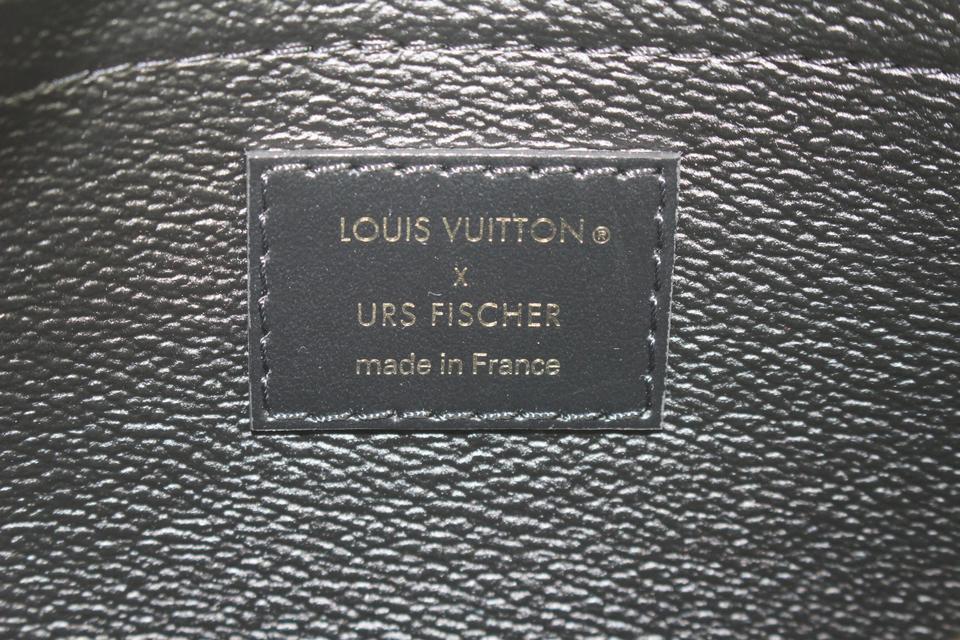 LOUIS VUITTON®
x
URS FISCHER
made in France